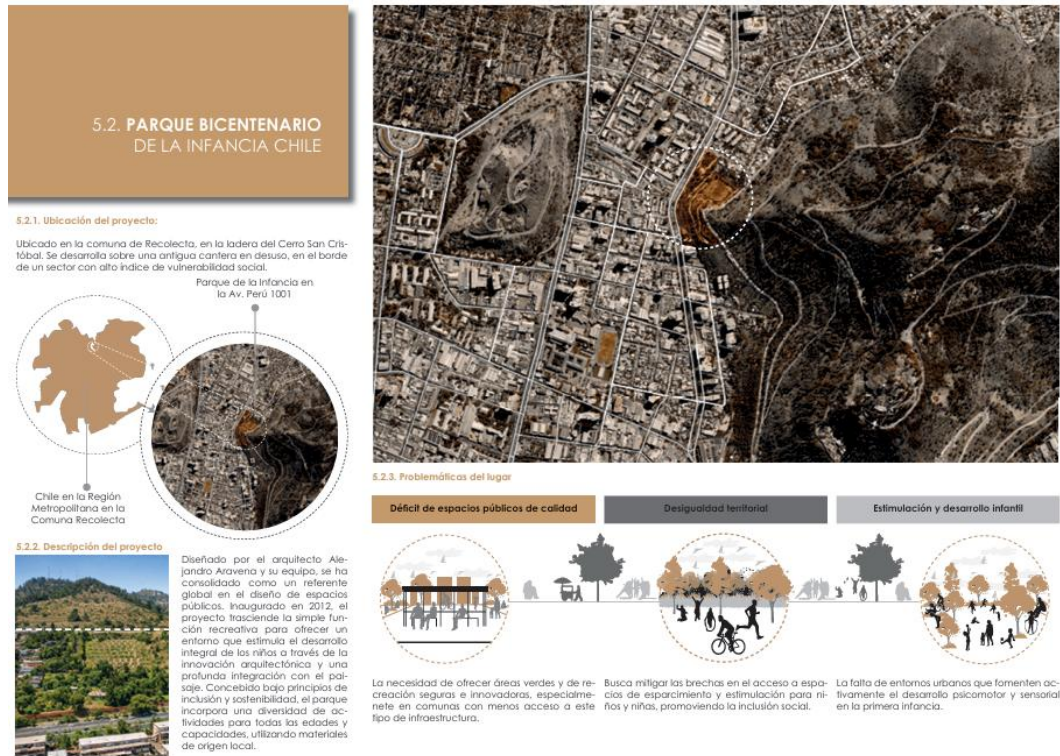 5.2. PARQUE BICENTENARIO
DE LA INFANCIA CHILE
5.2.1. Ubicación del proyecto:
Ubicado en la comuna de Recolecta, en la ladera del Cerro San Cris-
tóbal. Se desarrolla sobre una antigua cantera en desuso, en el borde
de un sector con alto índice de vulnerabilidad social.
Parque de la Infancia en
la Av. Perú 1001
Chile en la Región
Metropolitana en la
Comuna Recolecta
5.2.2. Descripción del proyecto
Diseñado por el arquitecto Ale-
jandro Aravena y su equipo, se ha
consolidado como un referente
global en el diseño de espacios
públicos. Inaugurado en 2012, el
proyecto trasciende la simple fun-
ción recreativa para ofrecer un
entorno que estimula el desarrollo
integral de los niños a través de la
innovación arquitectónica y una
profunda integración con el pai-
saje. Concebido bajo principios de
inclusión y sostenibilidad, el parque
incorpora una diversidad de ac-
tividades para todas las edades y
capacidades, utilizando materiales
de origen local.
5.2.3. Problemáticas del lugar
Déficit de espacios públicos de calidad
Desigualdad territorial
Estimulación y desarrollo infantil
La necesidad de ofrecer áreas verdes y de re-
creación seguras e innovadoras, especialme-
nete en comunas con menos acceso a este
tipo de infraestructura.
Busca mitigar las brechas en el acceso a espa-
cios de esparcimiento y estimulación para ni-
ños y niñas, promoviendo la inclusión social.
La falta de entornos urbanos que fomenten ac-
tivamente el desarrollo psicomotor y sensorial
en la primera infancia.